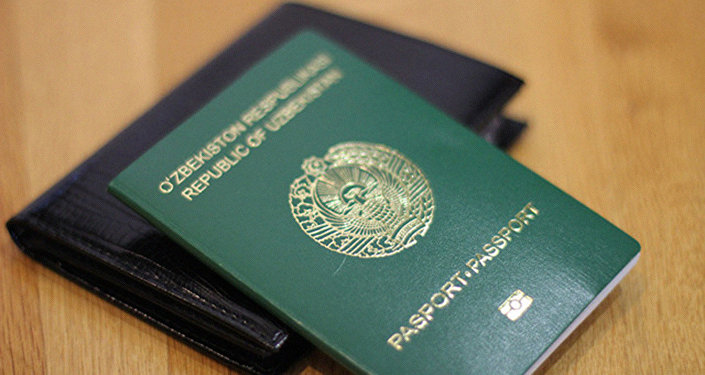 O'ZBEKISTON RESPUBLIKASI
REPUBLIC OF UZBEKISTAN
PASPORT·PASSPORT